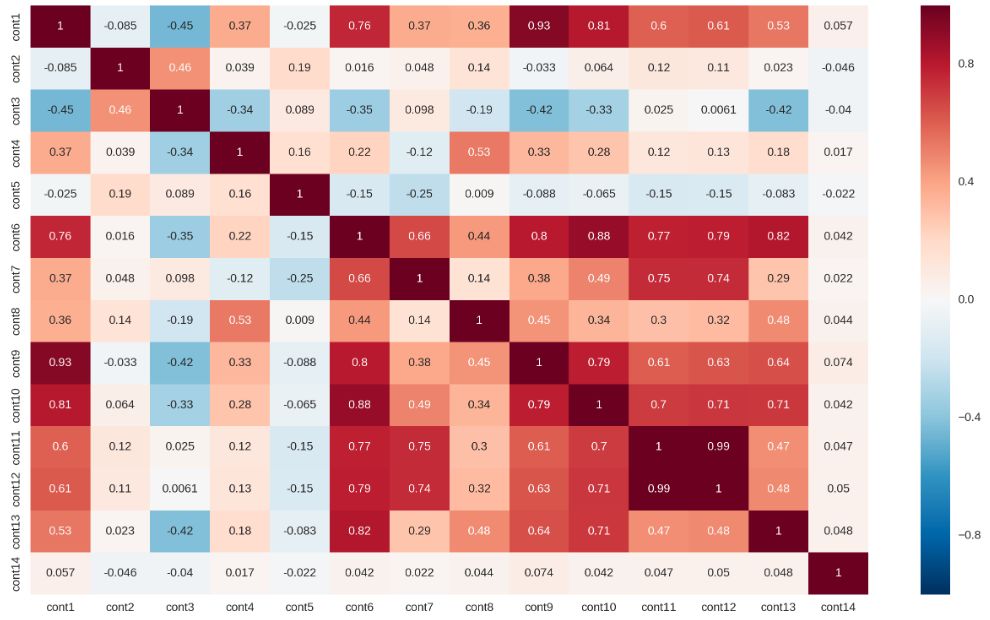 cont1 1 -0.085 -0.45 0.37 -0.025 0.76 0.37 0.36 0.93 0.81 0.6 0.61 0.53 0.057
cont2 -0.085 1 0.46 0.039 0.19 0.016 0.048 0.14 -0.033 0.064 0.12 0.11 0.023 -0.046
cont3 -0.45 0.46 1 -0.34 0.089 -0.35 0.098 -0.19 -0.42 -0.33 0.025 0.0061 -0.42 -0.04
cont4 0.37 0.039 -0.34 1 0.16 0.22 -0.12 0.53 0.33 0.28 0.12 0.13 0.18 0.017
cont5 -0.025 0.19 0.089 0.16 1 -0.15 -0.25 0.009 -0.088 -0.065 -0.15 -0.15 -0.083 -0.022
cont6 0.76 0.016 -0.35 0.22 -0.15 1 0.66 0.44 0.8 0.88 0.77 0.79 0.82 0.042
cont7 0.37 0.048 0.098 -0.12 -0.25 0.66 1 0.14 0.38 0.49 0.75 0.74 0.29 0.022
cont8 0.36 0.14 -0.19 0.53 0.009 0.44 0.14 1 0.45 0.34 0.3 0.32 0.48 0.044
cont9 0.93 -0.033 -0.42 0.33 -0.088 0.8 0.38 0.45 1 0.79 0.61 0.63 0.64 0.074
cont10 0.81 0.064 -0.33 0.28 -0.065 0.88 0.49 0.34 0.79 1 0.7 0.71 0.71 0.042
cont11 0.6 0.12 0.025 0.12 -0.15 0.77 0.75 0.3 0.61 0.7 1 0.99 0.47 0.047
cont12 0.61 0.11 0.0061 0.13 -0.15 0.79 0.74 0.32 0.63 0.71 0.99 1 0.48 0.05
cont13 0.53 0.023 -0.42 0.18 -0.083 0.82 0.29 0.48 0.64 0.71 0.47 0.48 1 0.048
cont14 0.057 -0.046 -0.04 0.017 -0.022 0.042 0.022 0.044 0.074 0.042 0.047 0.05 0.048 1
cont1 cont2 cont3 cont4 cont5 cont6 cont7 cont8 cont9 cont10 cont11 cont12 cont13 cont14
0.8
0.4
0.0
−0.4
−0.8